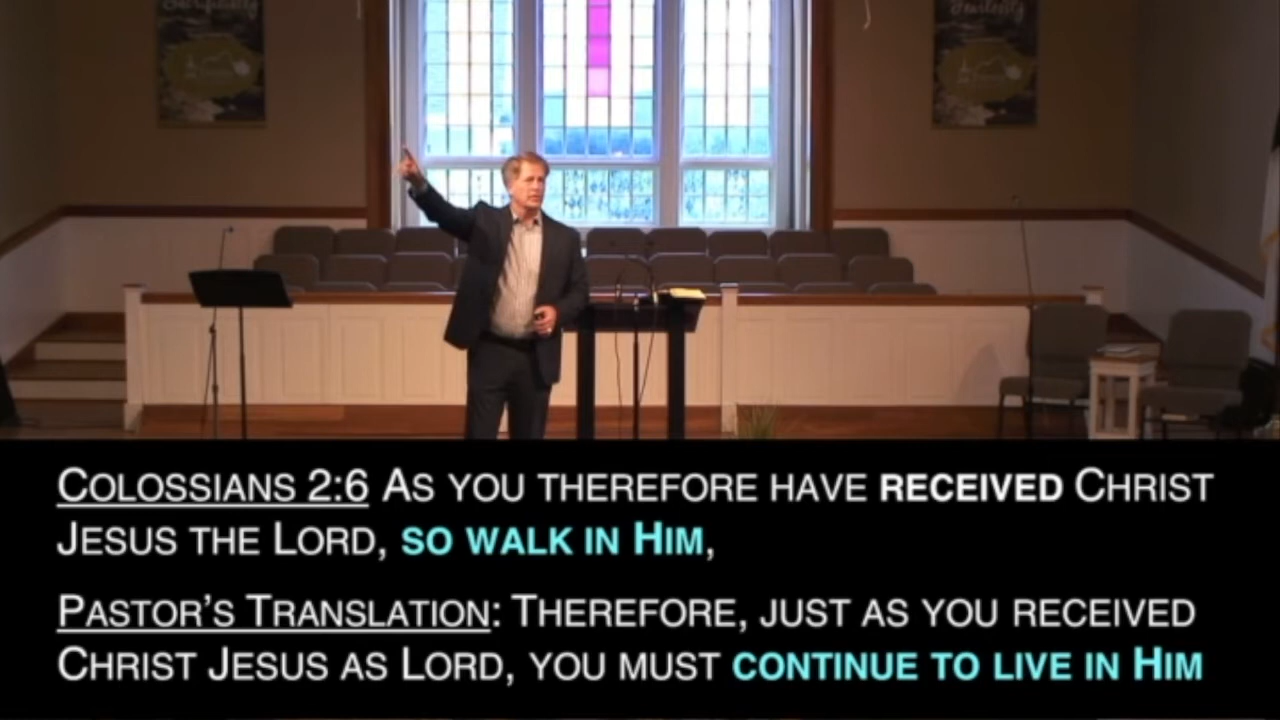 COLOSSIANS 2:6 AS YOU THEREFORE HAVE RECEIVED CHRIST
JESUS THE LORD, SO WALK IN HIM,
PASTOR'S TRANSLATION: THEREFORE, JUST AS YOU RECEIVED
CHRIST JESUS AS LORD, YOU MUST CONTINUE TO LIVE IN HIM